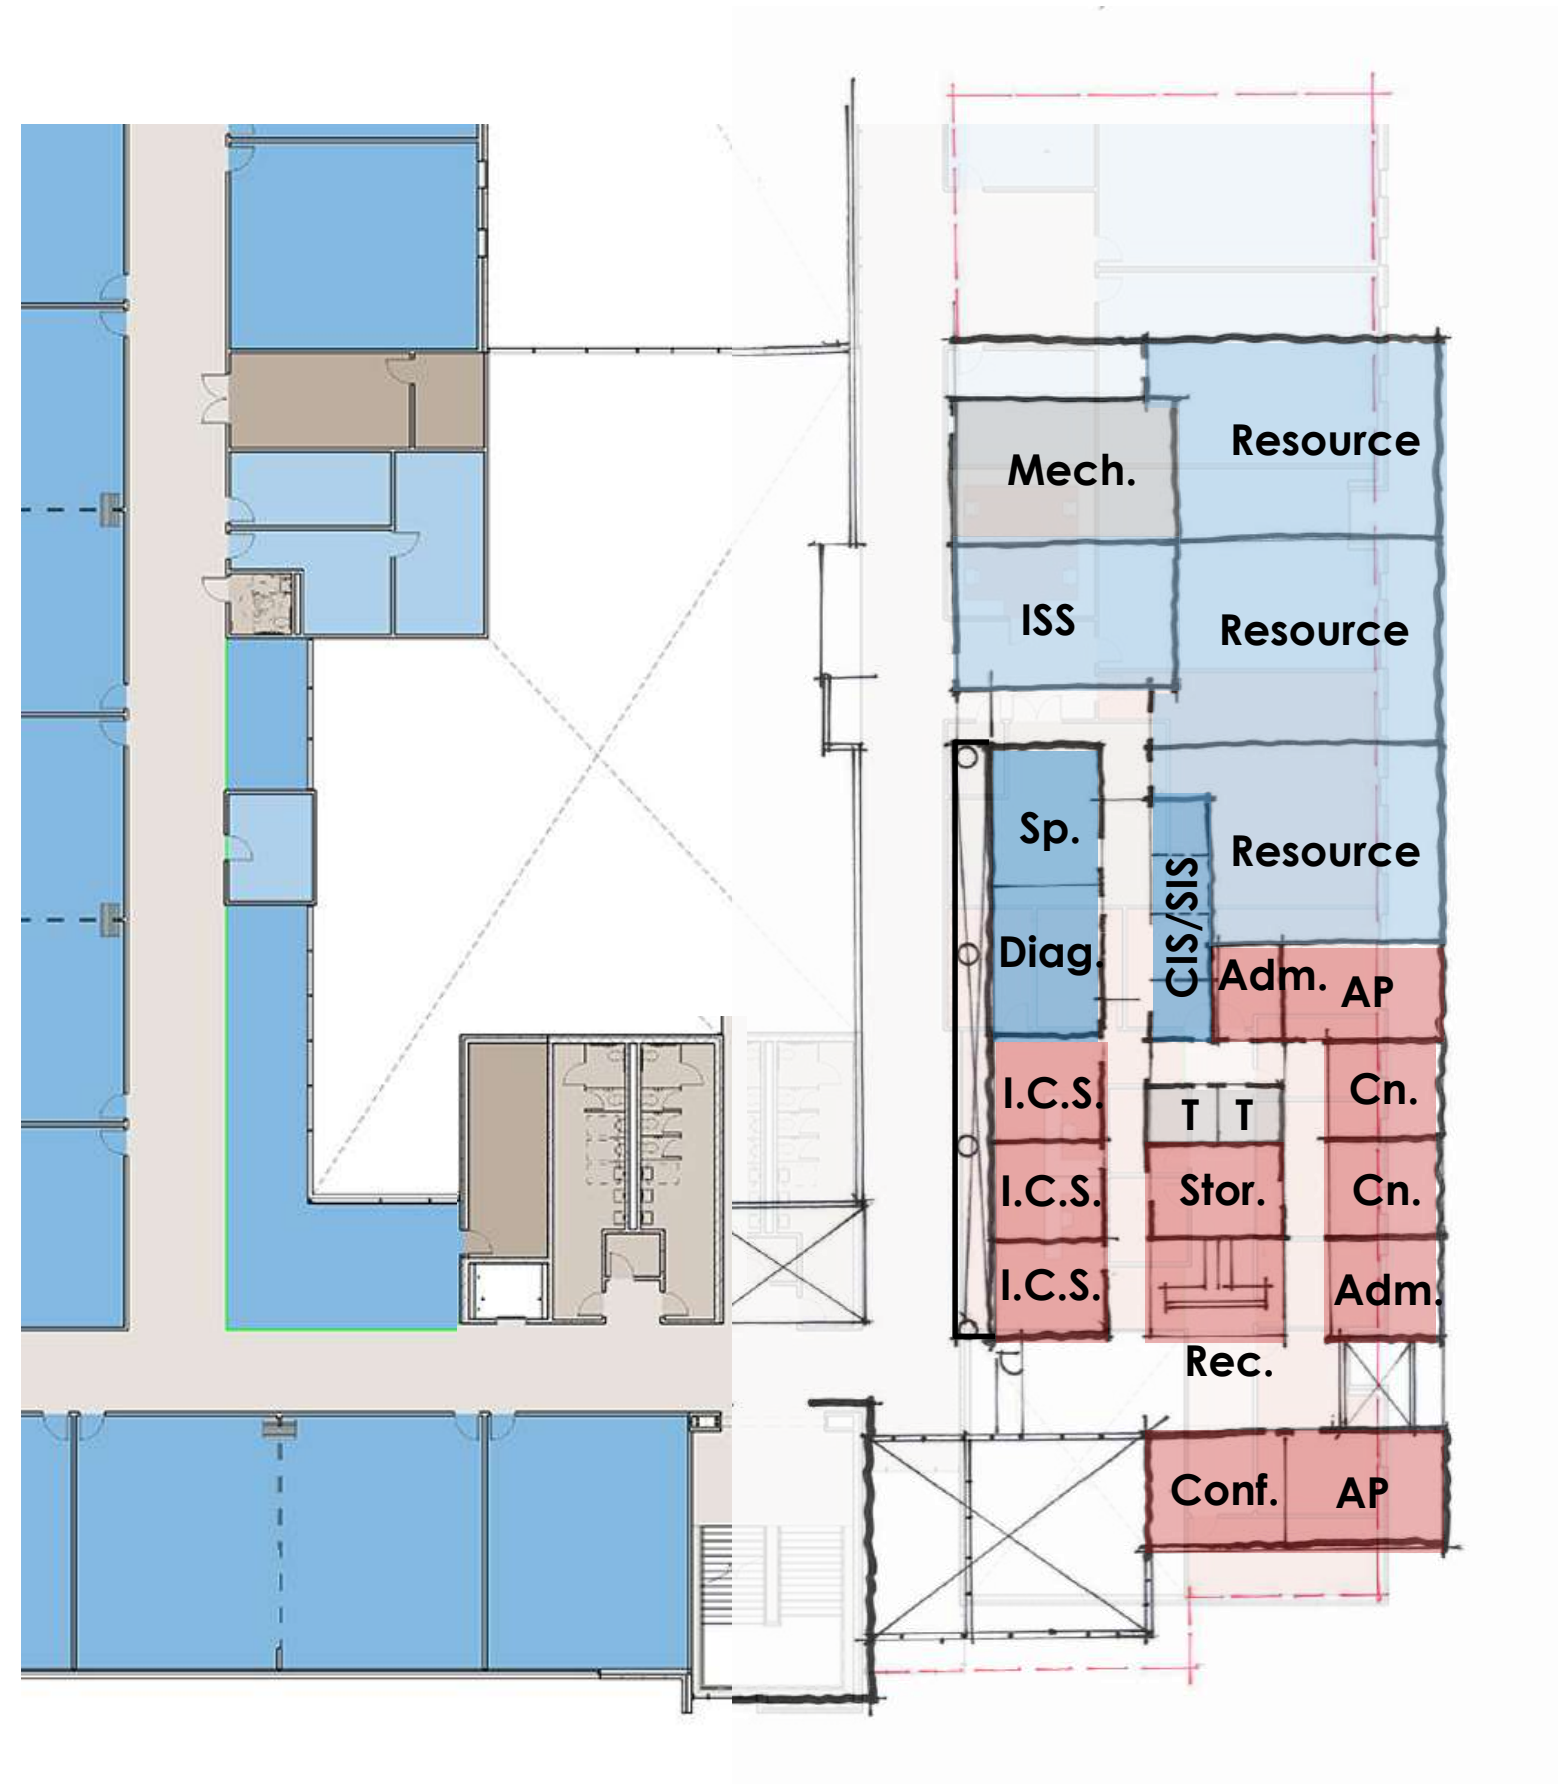 Resource
Mech.
ISS
Resource
Sp.
Resource
CIS/SIS
Diag.
Adm.
AP
I.C.S.
T
T
Cn.
I.C.S.
Stor.
Cn.
I.C.S.
Adm.
Rec.
Conf.
AP